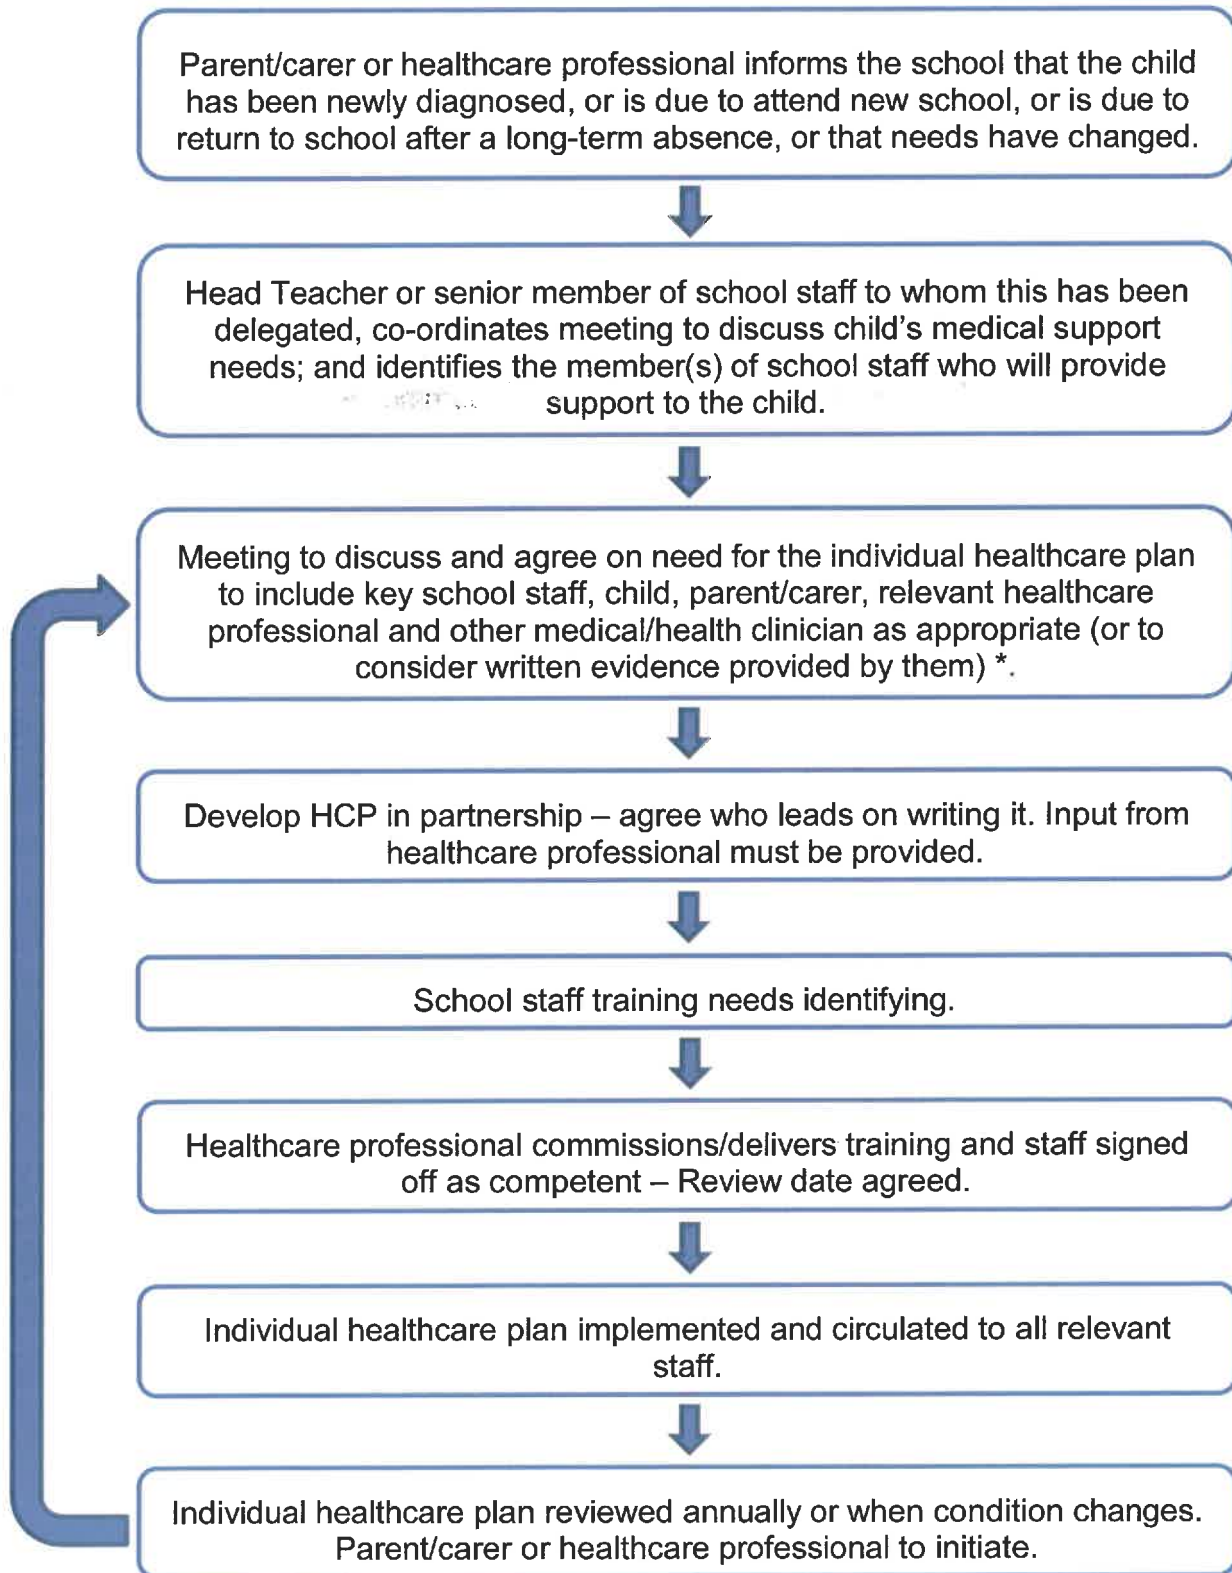 Parent/carer or healthcare professional informs the school that the child
has been newly diagnosed, or is due to attend new school, or is due to
return to school after a long-term absence, or that needs have changed.
Head Teacher or senior member of school staff to whom this has been
delegated, co-ordinates meeting to discuss child's medical support
needs; and identifies the member(s) of school staff who will provide
support to the child.
Meeting to discuss and agree on need for the individual healthcare plan
to include key school staff, child, parent/carer, relevant healthcare
professional and other medical/health clinician as appropriate (or to
consider written evidence provided by them) *.
Develop HCP in partnership – agree who leads on writing it. Input from
healthcare professional must be provided.
School staff training needs identifying.
Healthcare professional commissions/delivers training and staff signed
off as competent – Review date agreed.
Individual healthcare plan implemented and circulated to all relevant
staff.
Individual healthcare plan reviewed annually or when condition changes.
Parent/carer or healthcare professional to initiate.